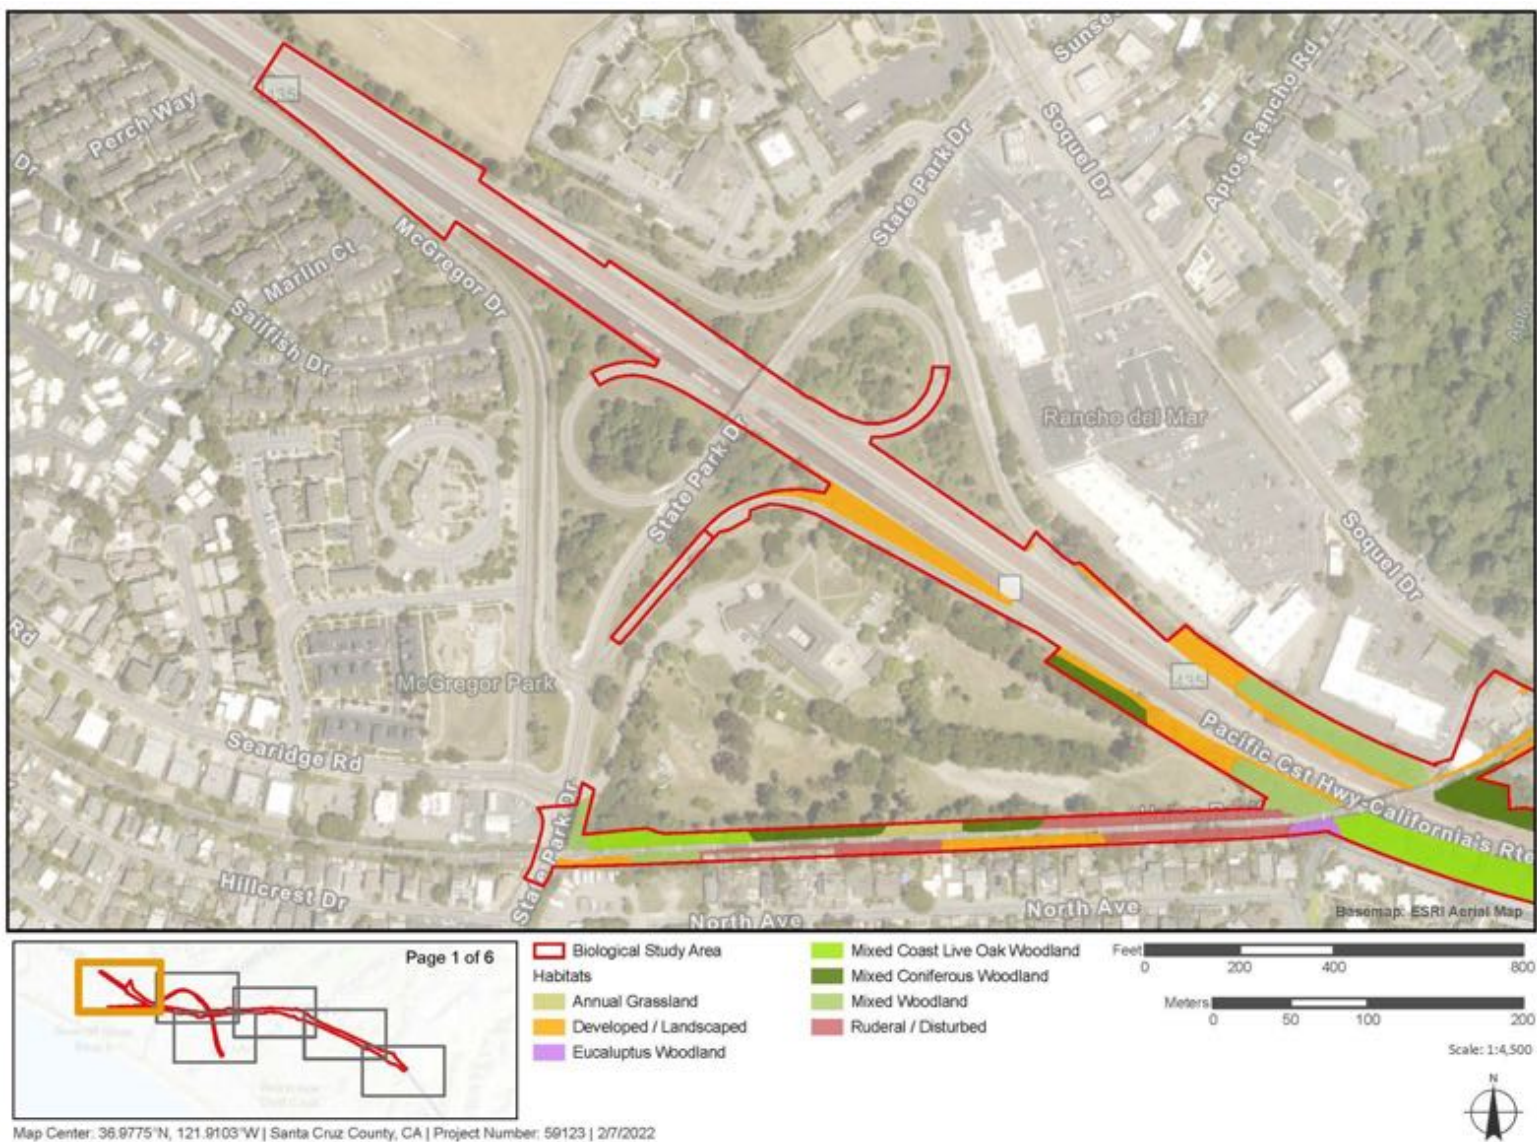 Sunse
435
Perch Way
Soquel Dr
Aptos Rancho Rd
State Park Dr
Dr
McGregor Dr
Marlin Ct
Sailfish Dr
Apto
Rancho del Mar
State Park Dr
Soquel Dr
Rd
435
McGregor Park
Pacific Cst Hwy-California's Rte
Searidge Rd
State Park Dr
Hillcrest Dr
North Ave
North Ave
Basemap: ESRI Aerial Map
Page 1 of 6
Biological Study Area
Habitats
Annual Grassland
Developed / Landscaped
Eucaluptus Woodland
Mixed Coast Live Oak Woodland
Mixed Coniferous Woodland
Mixed Woodland
Ruderal / Disturbed
Feet
0 200 400 800
Meters
0 50 100 200
Scale: 1:4,500
N
Map Center: 36.9775°N, 121.9103°W | Santa Cruz County, CA | Project Number: 59123 | 2/7/2022